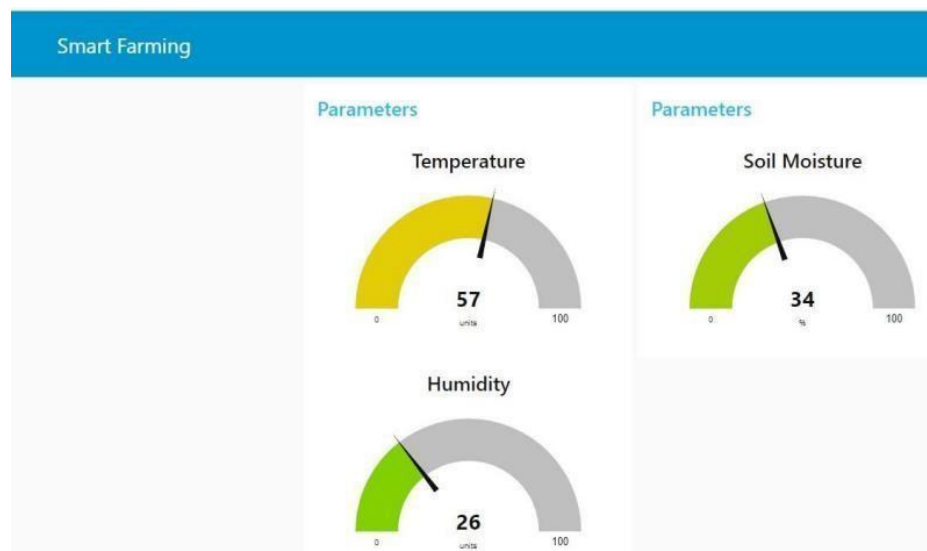 Smart Farming
Parameters
Temperature
57
units
0
100
Humidity
26
units
0
100
Parameters
Soil Moisture
34
%
0
100